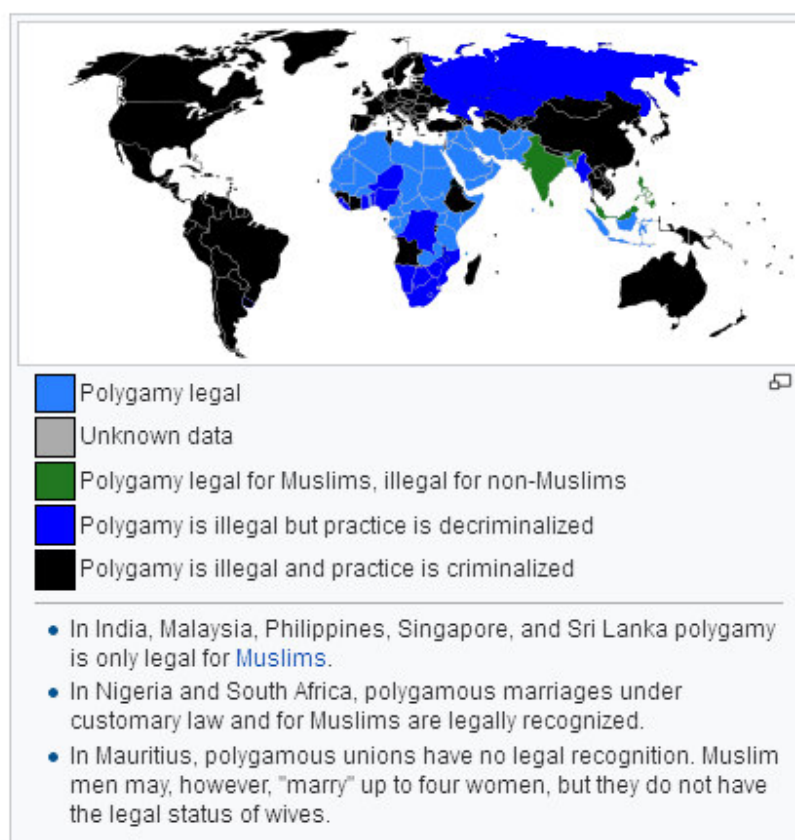 Polygamy legal
Unknown data
Polygamy legal for Muslims, illegal for non-Muslims
Polygamy is illegal but practice is decriminalized
Polygamy is illegal and practice is criminalized
• In India, Malaysia, Philippines, Singapore, and Sri Lanka polygamy
is only legal for Muslims.
• In Nigeria and South Africa, polygamous marriages under
customary law and for Muslims are legally recognized.
• In Mauritius, polygamous unions have no legal recognition. Muslim
men may, however, "marry" up to four women, but they do not have
the legal status of wives.